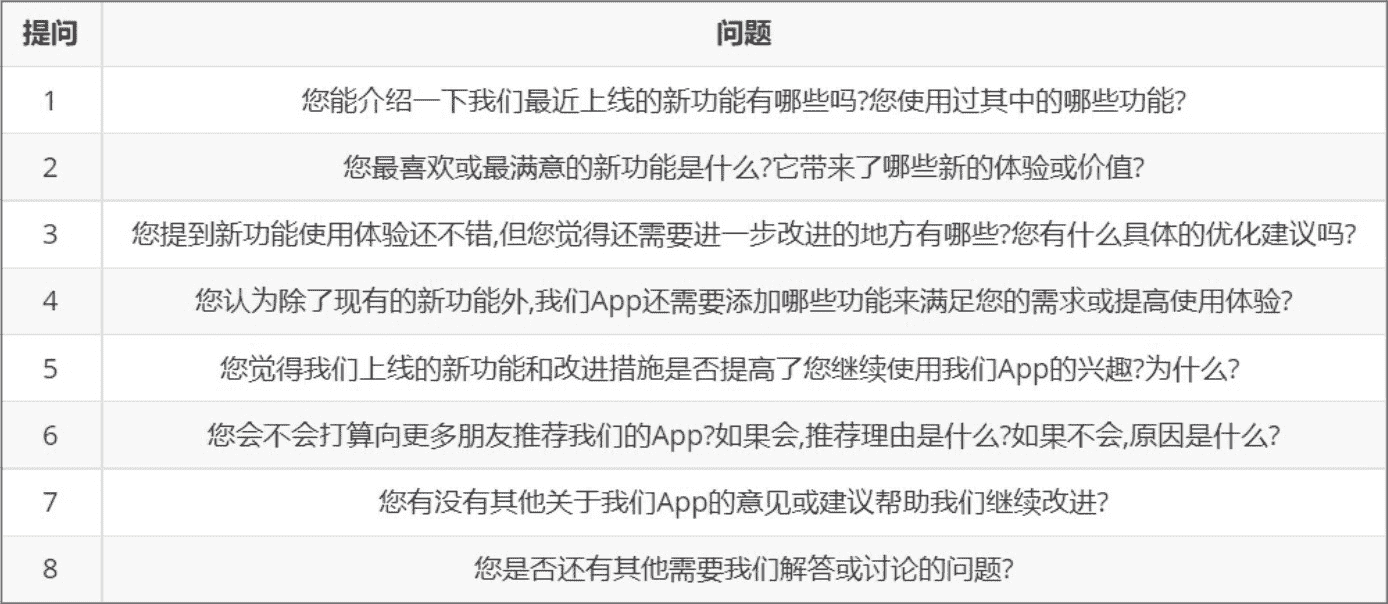 提问 问题
1 您能介绍一下我们最近上线的新功能有哪些吗?您使用过其中的哪些功能?
2 您最喜欢或最满意的新功能是什么?它带来了哪些新的体验或价值?
3 您提到新功能使用体验还不错,但您觉得还需要进一步改进的地方有哪些?您有什么具体的优化建议吗?
4 您认为除了现有的新功能外,我们App还需要添加哪些功能来满足您的需求或提高使用体验?
5 您觉得我们上线的新功能和改进措施是否提高了您继续使用我们App的兴趣?为什么?
6 您会不会打算向更多朋友推荐我们的App?如果会,推荐理由是什么?如果不会,原因是什么?
7 您有没有其他关于我们App的意见或建议帮助我们继续改进?
8 您是否还有其他需要我们解答或讨论的问题?